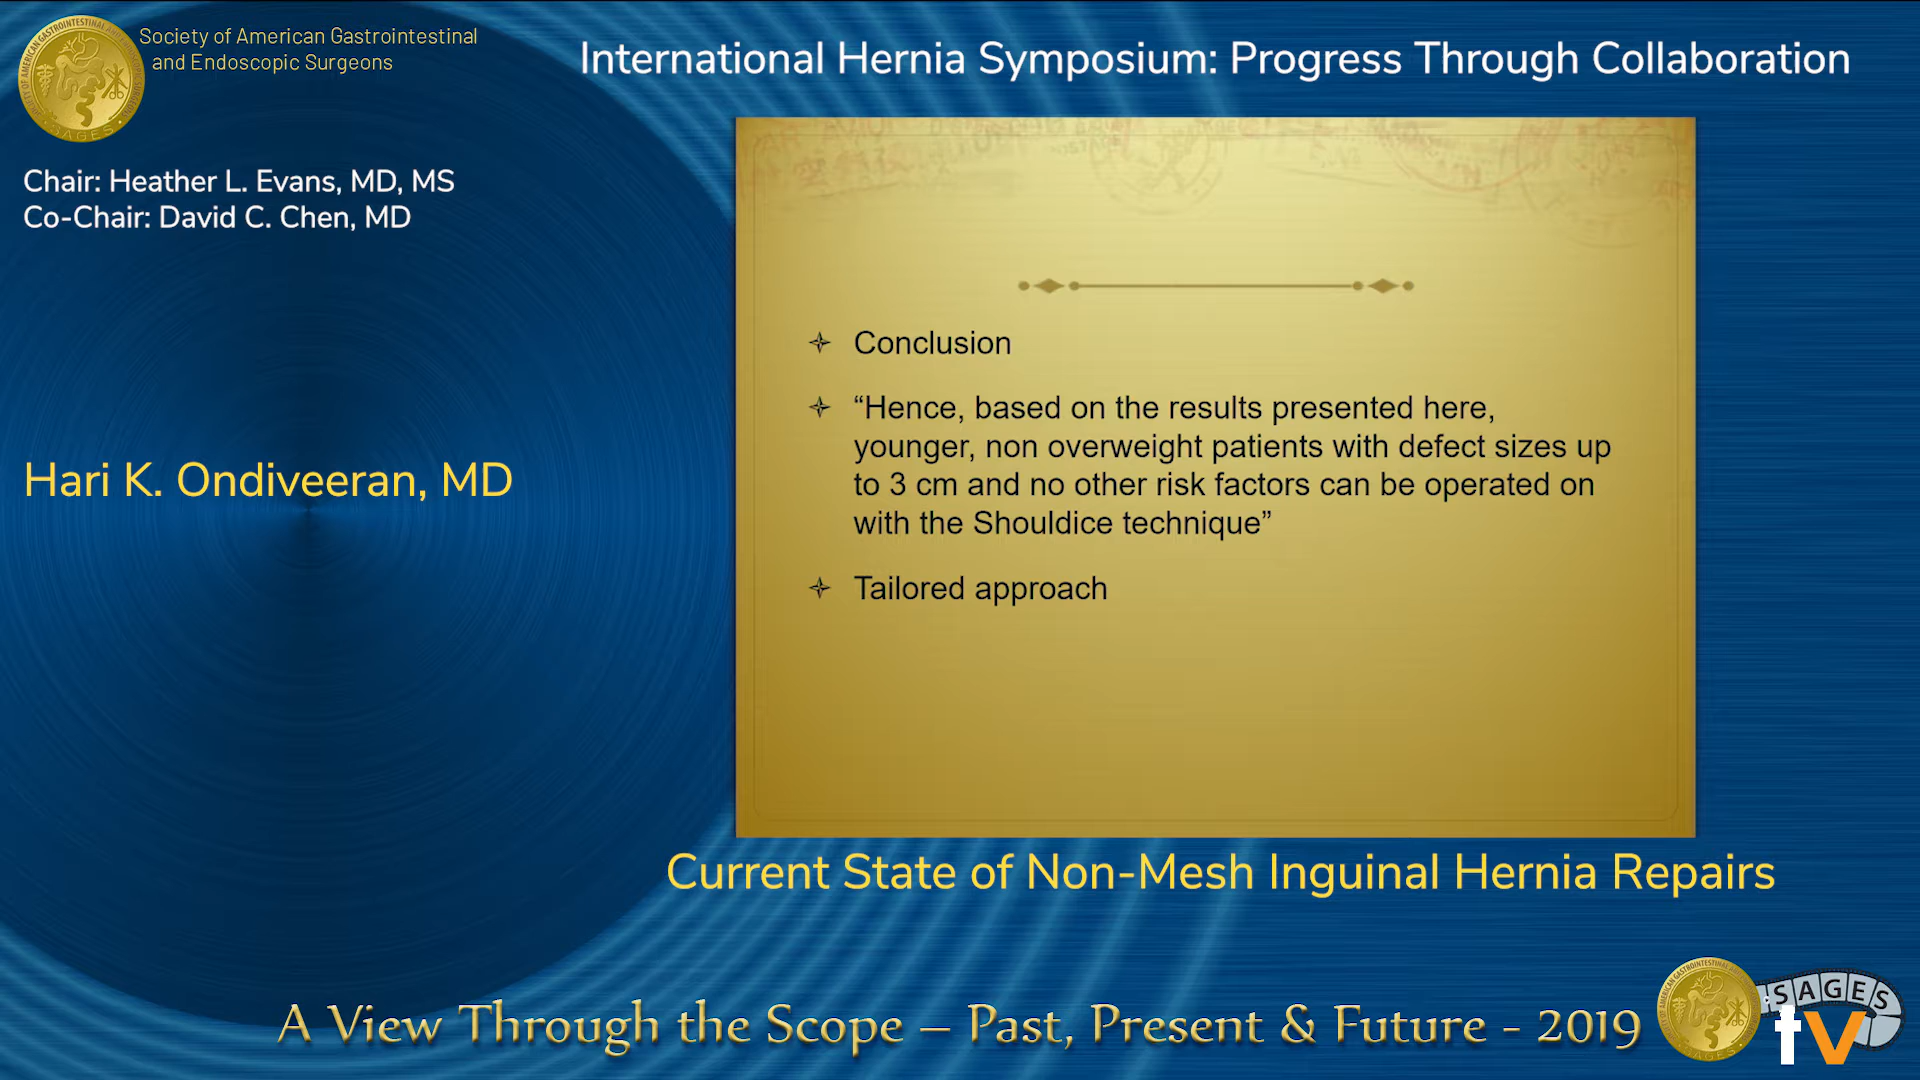 Society of American Gastrointestinal
and Endoscopic Surgeons
International Hernia Symposium: Progress Through Collaboration
Chair: Heather L. Evans, MD, MS
Co-Chair: David C. Chen, MD
Hari K. Ondiveeran, MD
Conclusion
“Hence, based on the results presented here,
younger, non overweight patients with defect sizes up
to 3 cm and no other risk factors can be operated on
with the Shouldice technique”
Tailored approach
Current State of Non-Mesh Inguinal Hernia Repairs
A View Through the Scope – Past, Present & Future - 2019
SAGES
tv